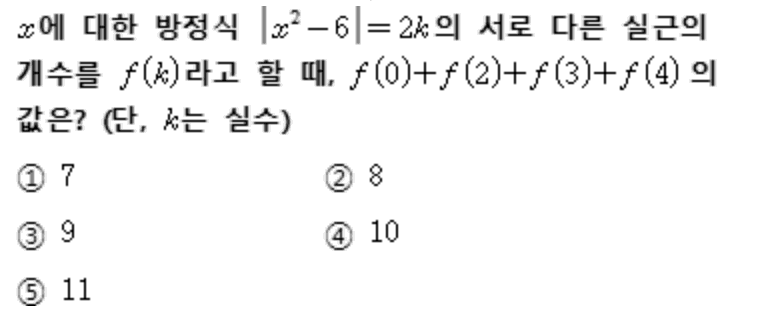 x에 대한 방정식 |x²－6|＝2k의 서로 다른 실근의
개수를 f(k)라고 할 때, f(0)+f(2)+f(3)+f(4)의
값은? (단, k는 실수)
① 7 ② 8
③ 9 ④ 10
⑤ 11